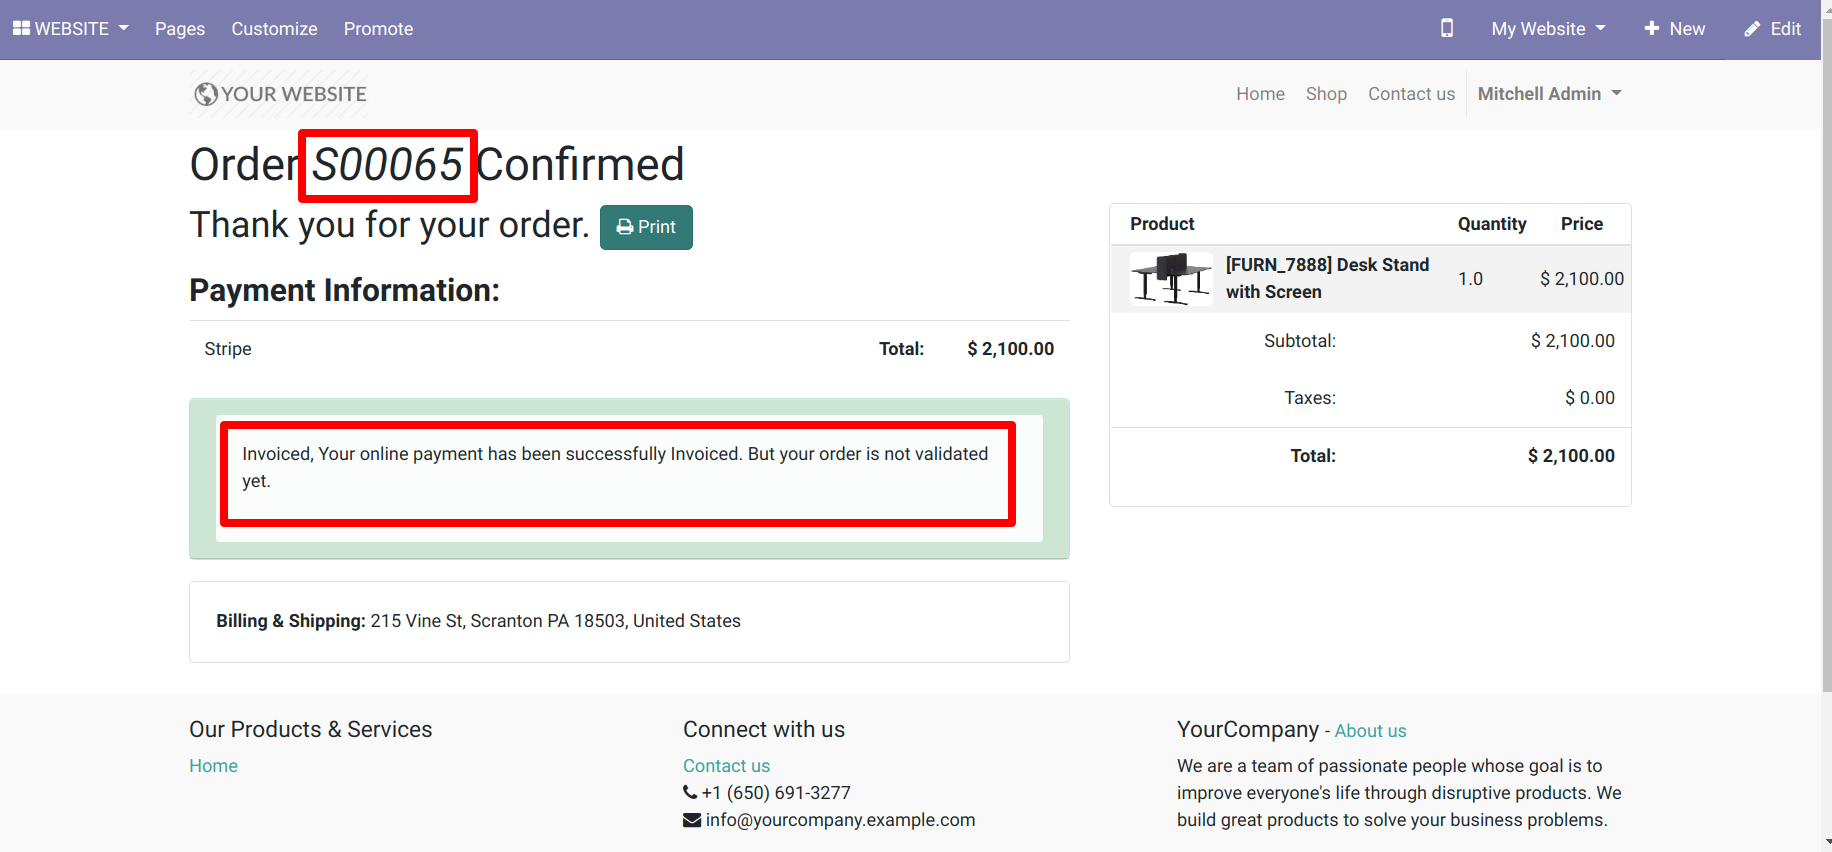 WEBSITE Pages Customize Promote My Website New Edit
YOUR WEBSITE Home Shop Contact us Mitchell Admin
Order S00065 Confirmed
Thank you for your order. Print
Payment Information:
Stripe Total: $ 2,100.00
Invoiced, Your online payment has been successfully Invoiced. But your order is not validated
yet.
Billing & Shipping: 215 Vine St, Scranton PA 18503, United States
Product Quantity Price
[FURN_7888] Desk Stand
with Screen 1.0 $ 2,100.00
Subtotal: $ 2,100.00
Taxes: $ 0.00
Total: $ 2,100.00
Our Products & Services
Home
Connect with us
Contact us
+1 (650) 691-3277
info@yourcompany.example.com
YourCompany - About us
We are a team of passionate people whose goal is to
improve everyone's life through disruptive products. We
build great products to solve your business problems.